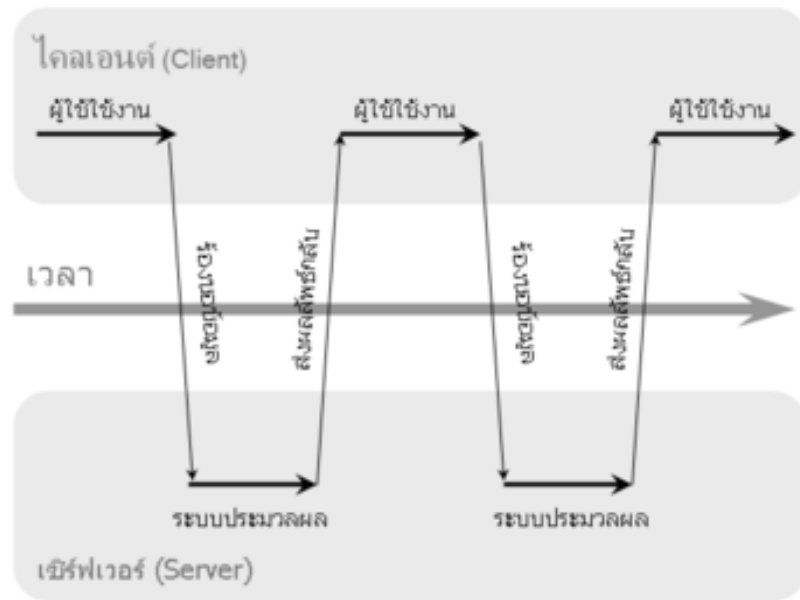 ไคลเอนต์ (Client)
ผู้ใช้ใช้งาน
ผู้ใช้ใช้งาน
ผู้ใช้ใช้งาน
ร้องขอข้อมูล
ส่งผลลัพธ์กลับ
ร้องขอข้อมูล
ส่งผลลัพธ์กลับ
เวลา
ระบบประมวลผล
ระบบประมวลผล
เซิร์ฟเวอร์ (Server)